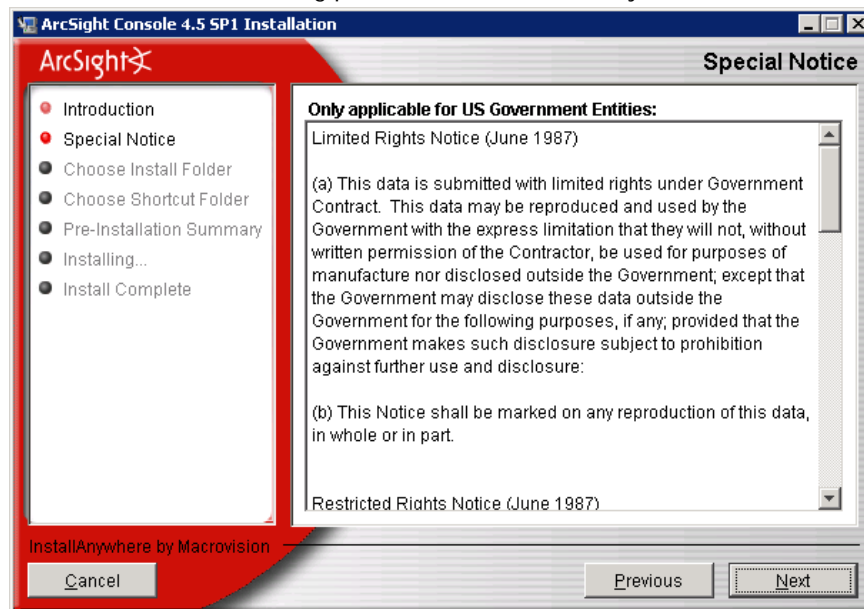 ArcSight Console 4.5 SP1 Installation
ArcSight
Special Notice
Introduction
Special Notice
Choose Install Folder
Choose Shortcut Folder
Pre-Installation Summary
Installing...
Install Complete
Only applicable for US Government Entities:
Limited Rights Notice (June 1987)
(a) This data is submitted with limited rights under Government
Contract. This data may be reproduced and used by the
Government with the express limitation that they will not, without
written permission of the Contractor, be used for purposes of
manufacture nor disclosed outside the Government; except that
the Government may disclose these data outside the
Government for the following purposes, if any; provided that the
Government makes such disclosure subject to prohibition
against further use and disclosure:
(b) This Notice shall be marked on any reproduction of this data,
in whole or in part.
Restricted Rights Notice (June 1987)
InstallAnywhere by Macrovision
Cancel
Previous
Next